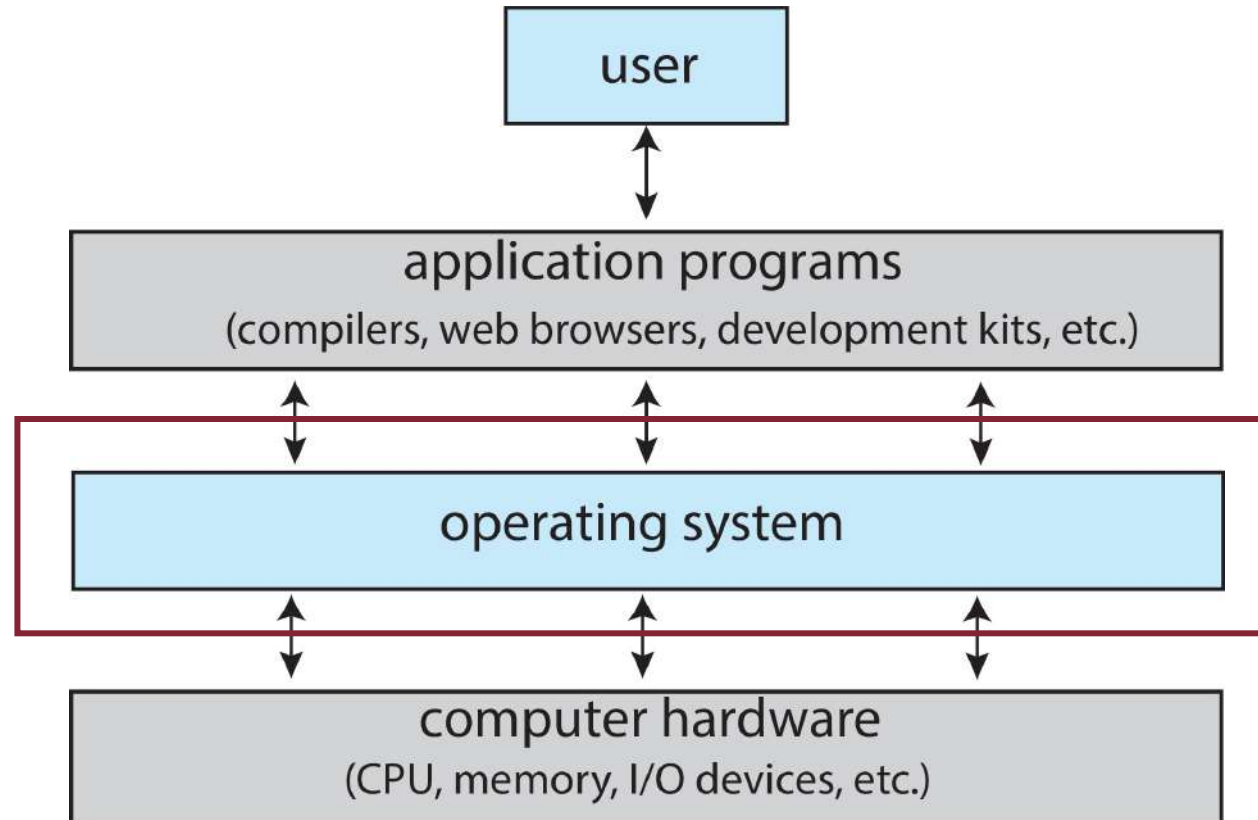 user
application programs
(compilers, web browsers, development kits, etc.)
operating system
computer hardware
(CPU, memory, I/O devices, etc.)